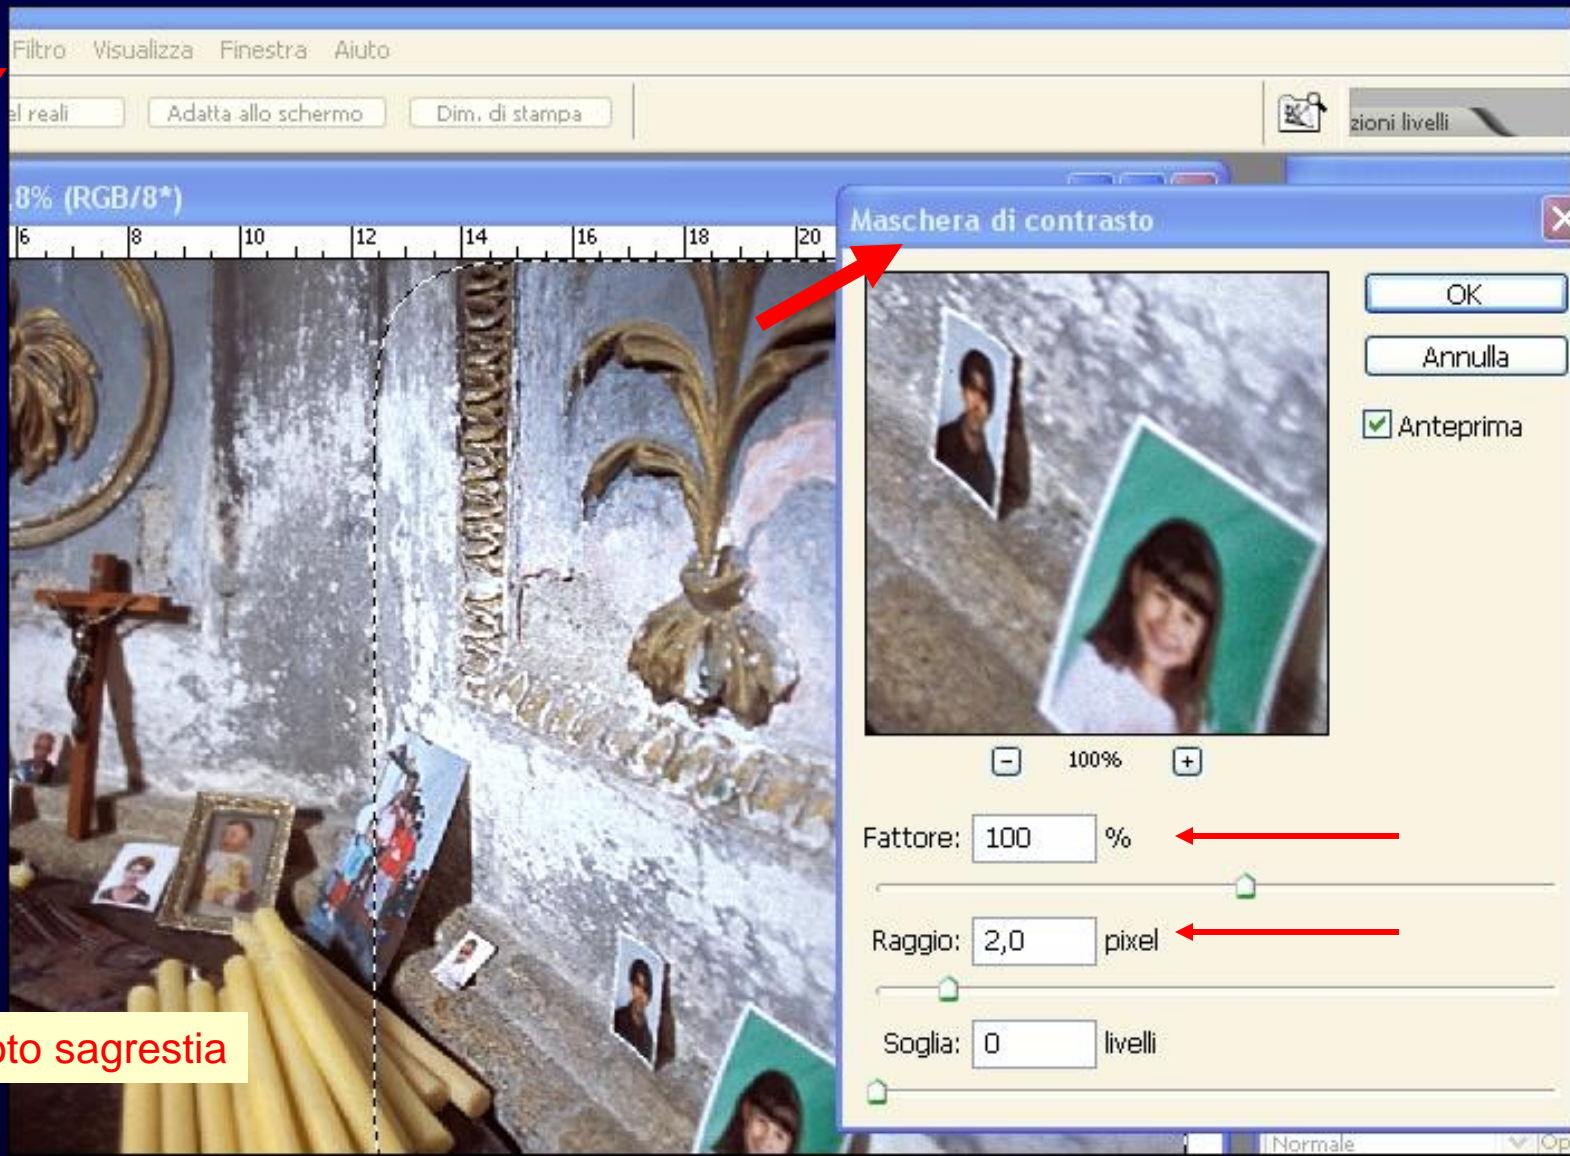 Filtro Visualizza Finestra Aiuto
el reali Adatta allo schermo Dim. di stampa
zioni livelli
8% (RGB/8*)
6 8 10 12 14 16 18 20
Maschera di contrasto
OK
Annulla
Anteprima
100%
Fattore: 100 %
Raggio: 2,0 pixel
Soglia: 0 livelli
oto sagrestia
Normale Op